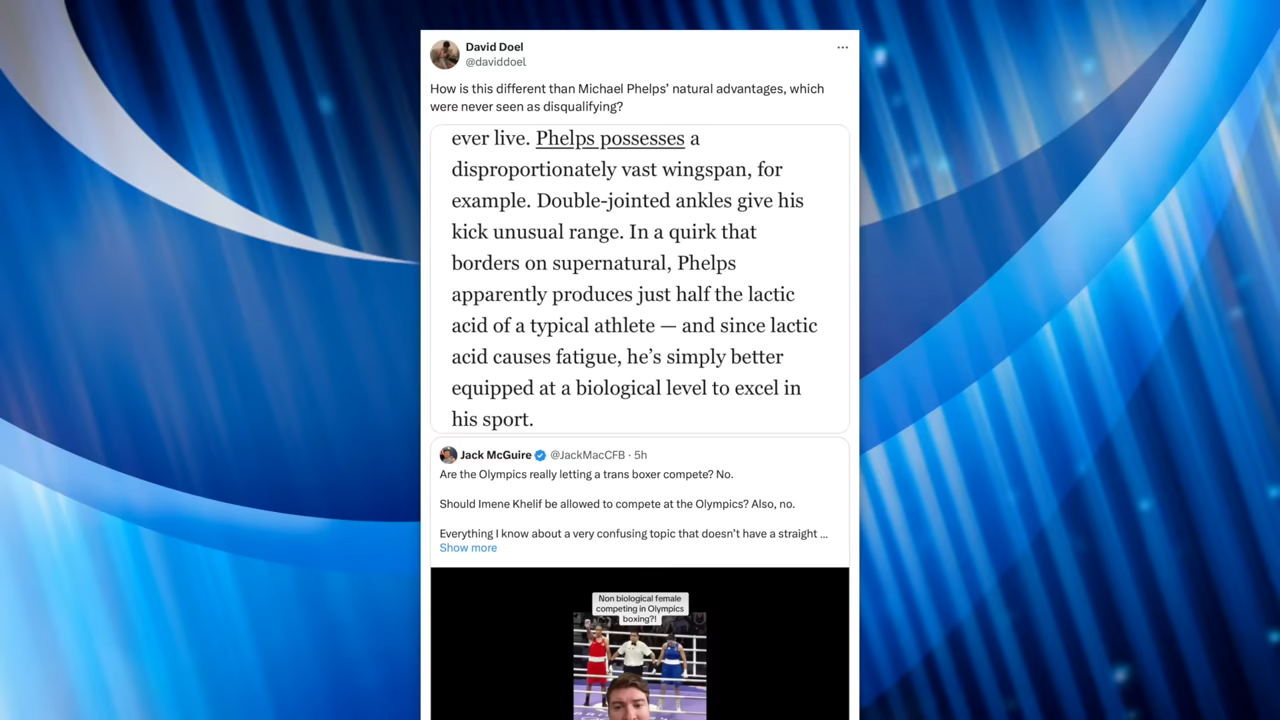 David Doel
@daviddoel
How is this different than Michael Phelps’ natural advantages, which
were never seen as disqualifying?
ever live. Phelps possesses a
disproportionately vast wingspan, for
example. Double-jointed ankles give his
kick unusual range. In a quirk that
borders on supernatural, Phelps
apparently produces just half the lactic
acid of a typical athlete — and since lactic
acid causes fatigue, he’s simply better
equipped at a biological level to excel in
his sport.
Jack McGuire @JackMacCFB · 5h
Are the Olympics really letting a trans boxer compete? No.
Should Imene Khelif be allowed to compete at the Olympics? Also, no.
Everything I know about a very confusing topic that doesn’t have a straight ...
Show more
Non biological female
competing in Olympics
boxing?!